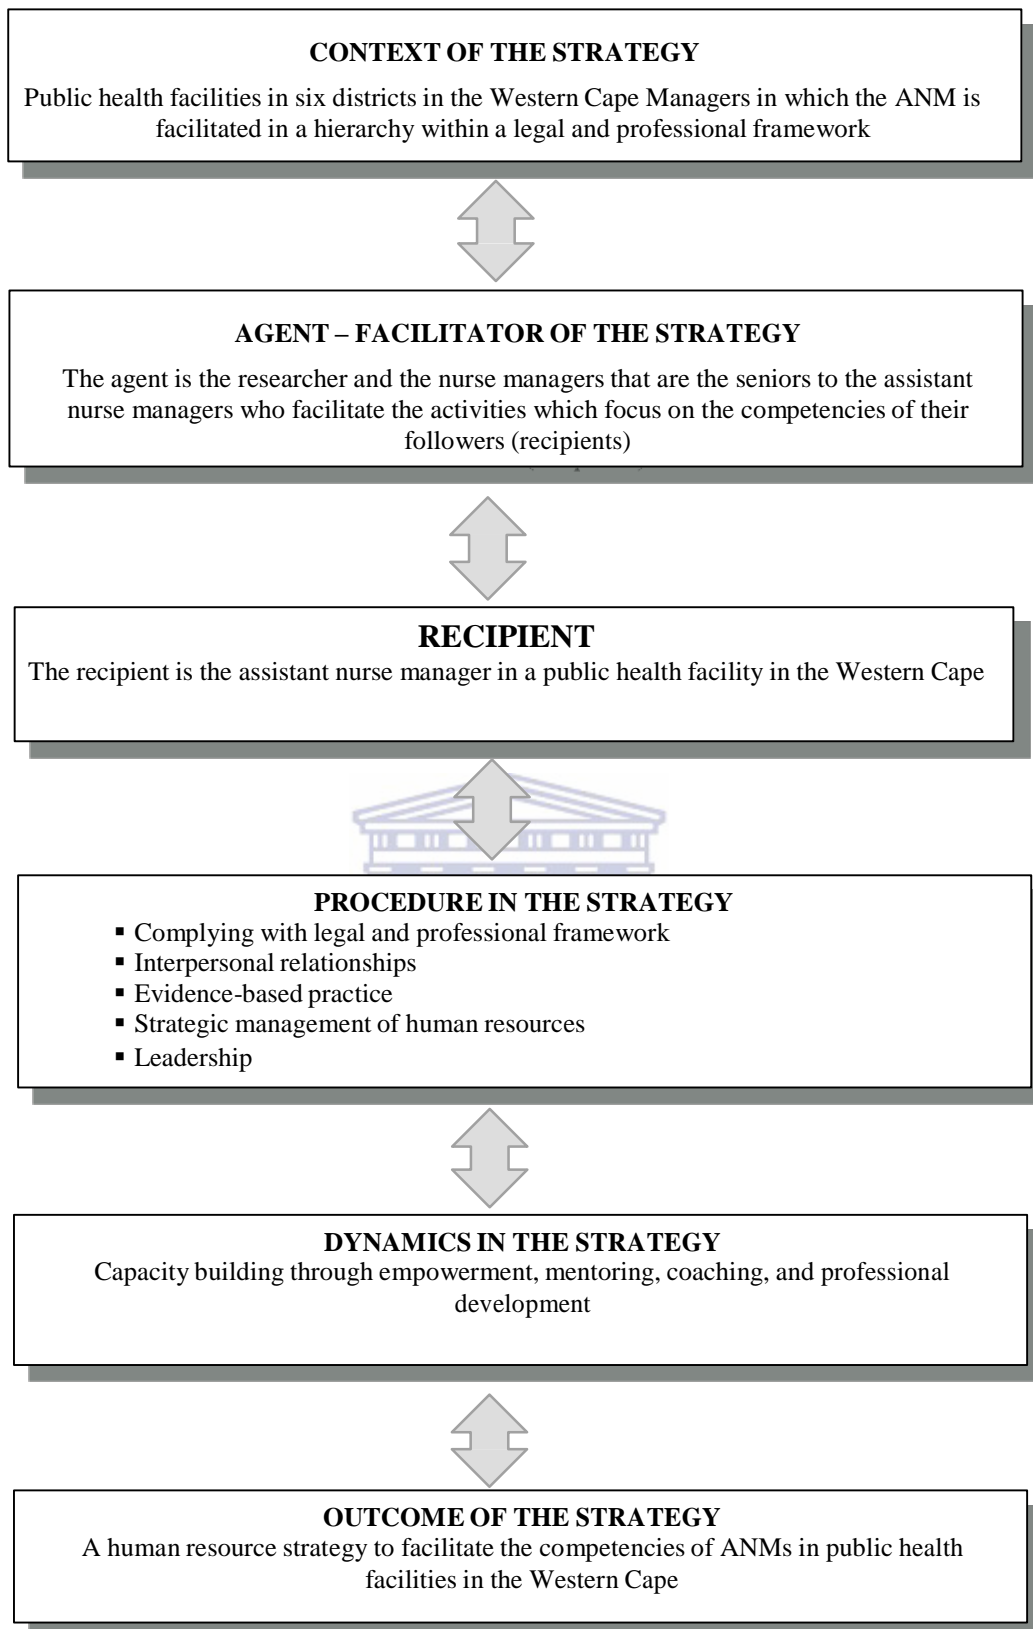 CONTEXT OF THE STRATEGY
Public health facilities in six districts in the Western Cape Managers in which the ANM is
facilitated in a hierarchy within a legal and professional framework
AGENT – FACILITATOR OF THE STRATEGY
The agent is the researcher and the nurse managers that are the seniors to the assistant
nurse managers who facilitate the activities which focus on the competencies of their
followers (recipients)
RECIPIENT
The recipient is the assistant nurse manager in a public health facility in the Western Cape
PROCEDURE IN THE STRATEGY
▪ Complying with legal and professional framework
▪ Interpersonal relationships
▪ Evidence-based practice
▪ Strategic management of human resources
▪ Leadership
DYNAMICS IN THE STRATEGY
Capacity building through empowerment, mentoring, coaching, and professional
development
OUTCOME OF THE STRATEGY
A human resource strategy to facilitate the competencies of ANMs in public health
facilities in the Western Cape